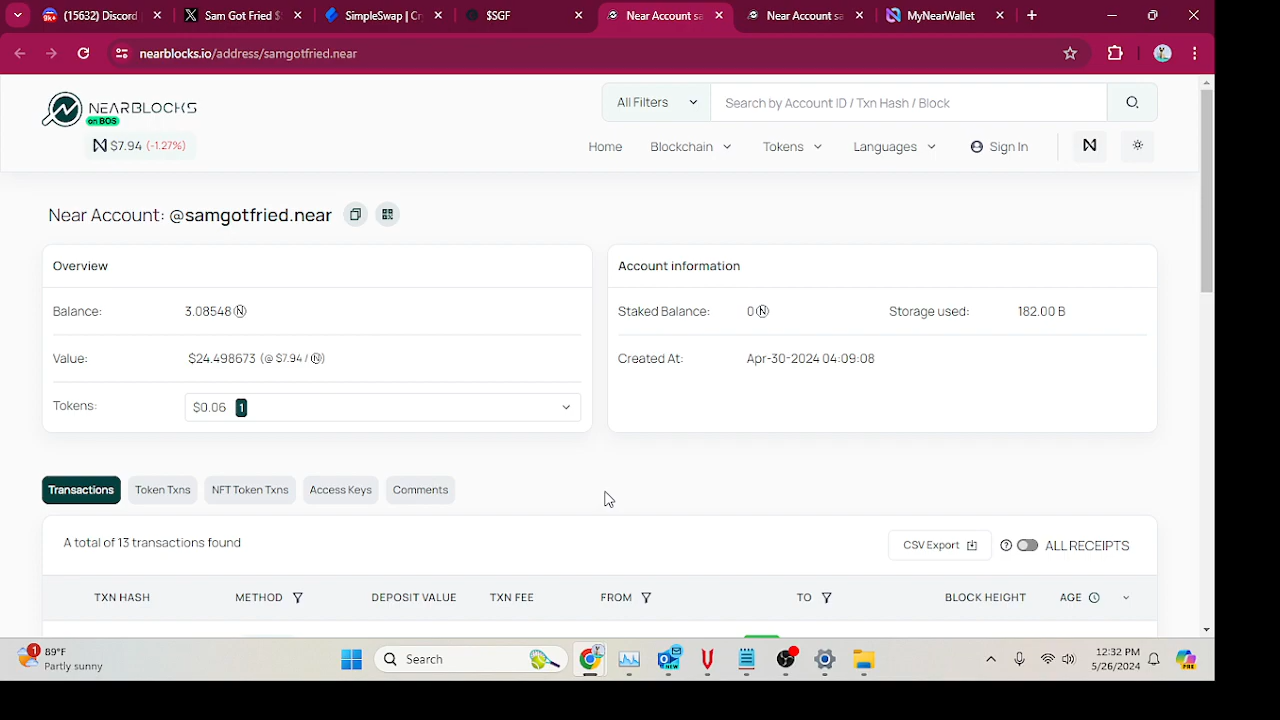 (15632) Discord
Sam Got Fried $
SimpleSwap | Cr
$SGF
Near Account sa
Near Account sa
MyNearWallet
nearblocks.io/address/samgotfried.near
NEARBLOCKS
on BOS
$7.94 (-1.27%)
All Filters
Search by Account ID / Txn Hash / Block
Home
Blockchain
Tokens
Languages
Sign In
Near Account: @samgotfried.near
Overview
Balance:
3.08548
Value:
$24.498673 (@ $7.94 / Ⓝ)
Tokens:
$0.06 1
Account information
Staked Balance:
0
Storage used:
182.00 B
Created At:
Apr-30-2024 04:09:08
Transactions
Token Txns
NFT Token Txns
Access Keys
Comments
A total of 13 transactions found
CSV Export
ALL RECEIPTS
TXN HASH
METHOD
DEPOSIT VALUE
TXN FEE
FROM
TO
BLOCK HEIGHT
AGE
1
89°F
Partly sunny
Search
NEW
12:32 PM
5/26/2024
PRE